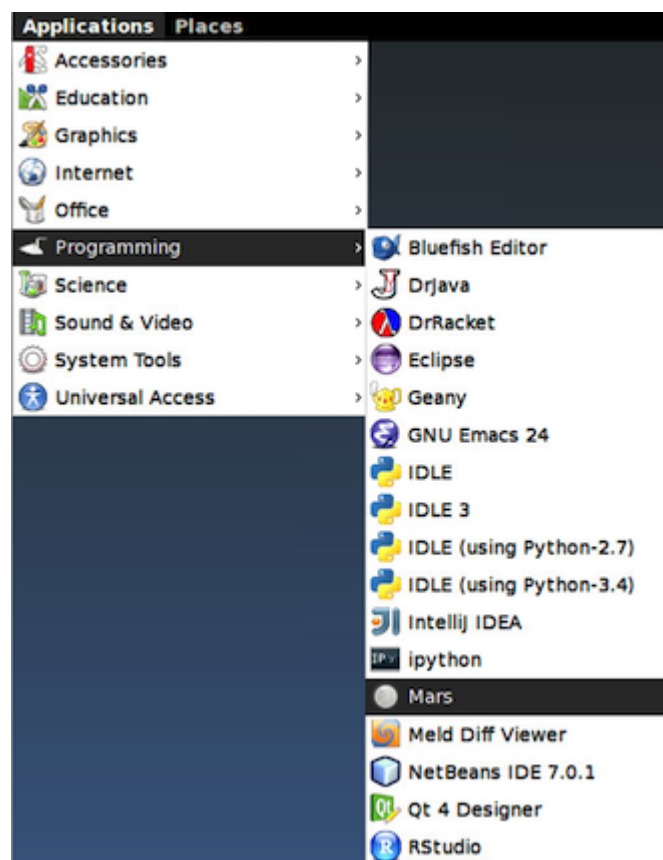 Applications Places
Accessories
Education
Graphics
Internet
Office
Programming
Science
Sound & Video
System Tools
Universal Access
Bluefish Editor
DrJava
DrRacket
Eclipse
Geany
GNU Emacs 24
IDLE
IDLE 3
IDLE (using Python-2.7)
IDLE (using Python-3.4)
IntelliJ IDEA
ipython
Mars
Meld Diff Viewer
NetBeans IDE 7.0.1
Qt 4 Designer
RStudio